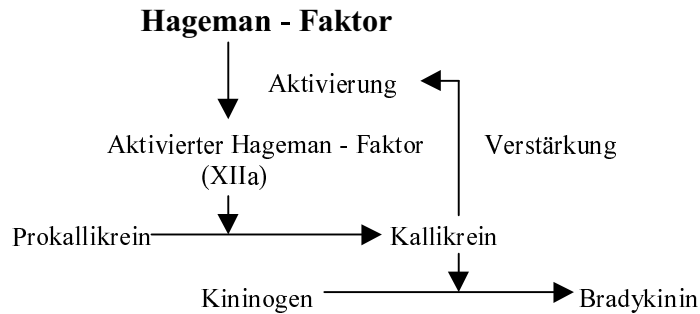 Hageman - Faktor
Aktivierung
Aktivierter Hageman - Faktor
(XIIa)
Verstärkung
Prokallikrein
Kallikrein
Kininogen
Bradykinin